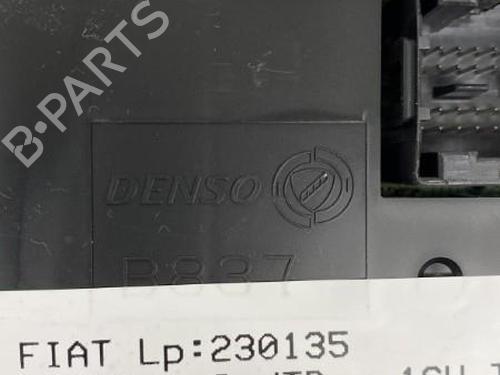 B-PARTS
DENSO
B837
FIAT Lp:230135